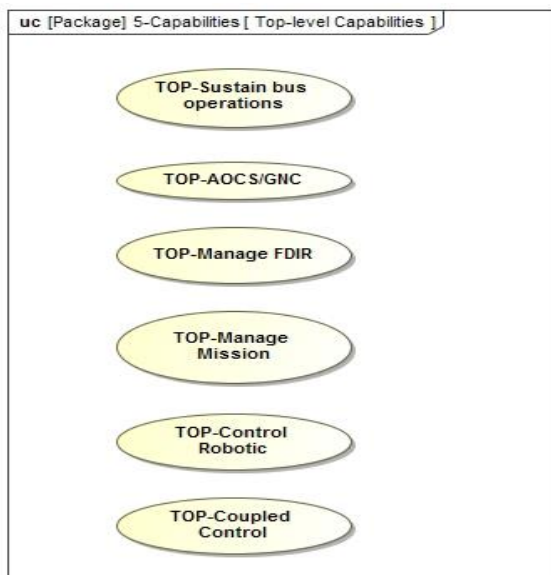 uc [Package] 5-Capabilities [ Top-level Capabilities ]
TOP-Sustain bus
operations
TOP-AOCS/GNC
TOP-Manage FDIR
TOP-Manage
Mission
TOP-Control
Robotic
TOP-Coupled
Control